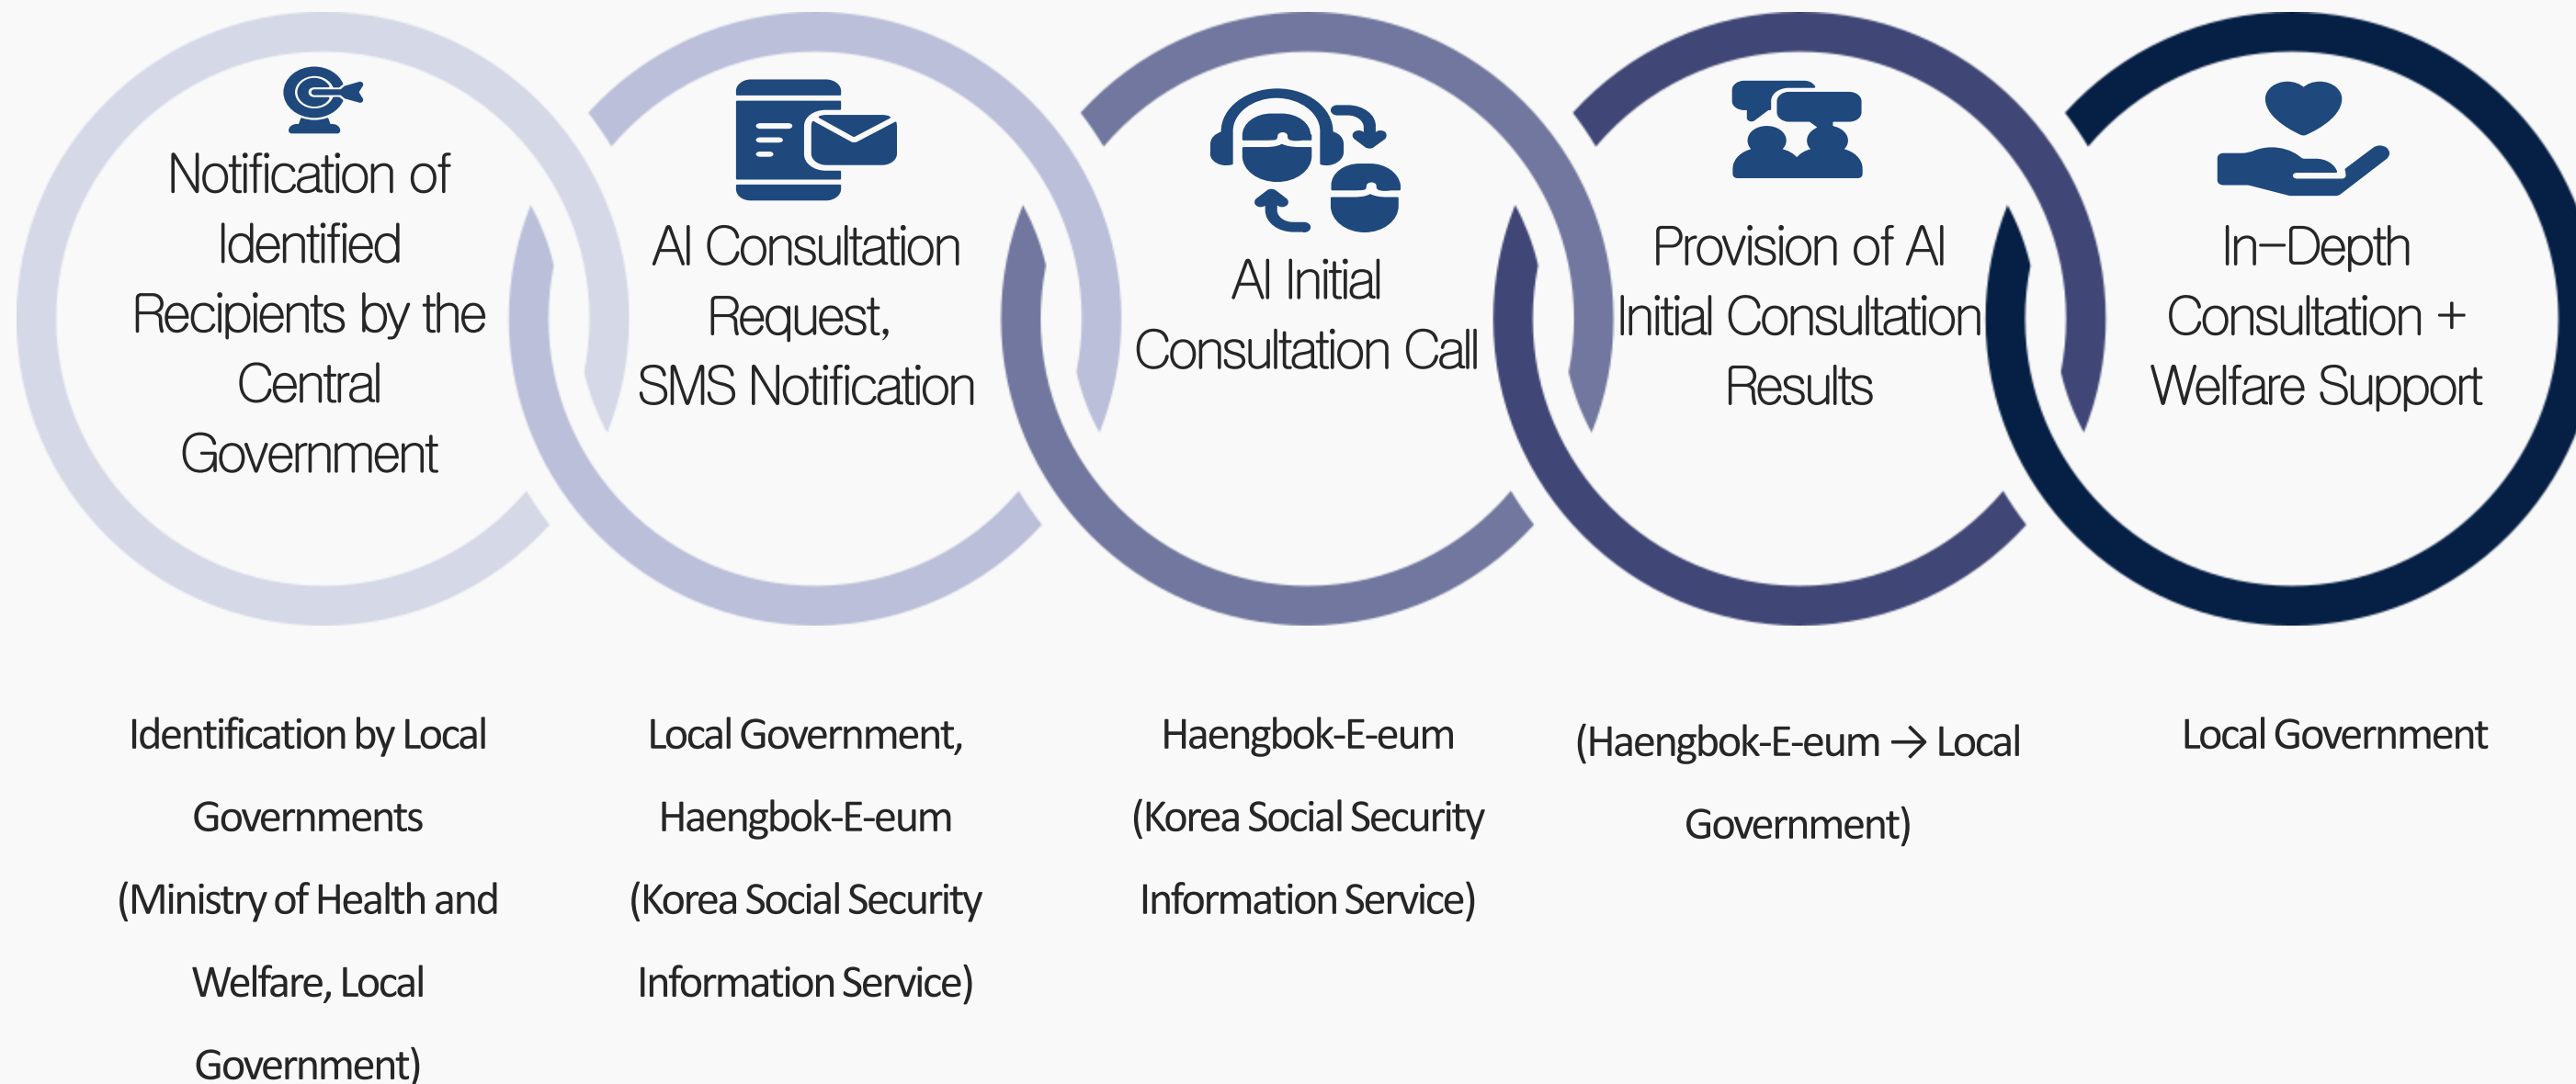 Notification of
Identified
Recipients by the
Central
Government
AI Consultation
Request,
SMS Notification
AI Initial
Consultation Call
Provision of AI
Initial Consultation
Results
In-Depth
Consultation +
Welfare Support
Identification by Local
Governments
(Ministry of Health and
Welfare, Local
Government)
Local Government,
Haengbok-E-eum
(Korea Social Security
Information Service)
Haengbok-E-eum
(Korea Social Security
Information Service)
(Haengbok-E-eum → Local
Government)
Local Government